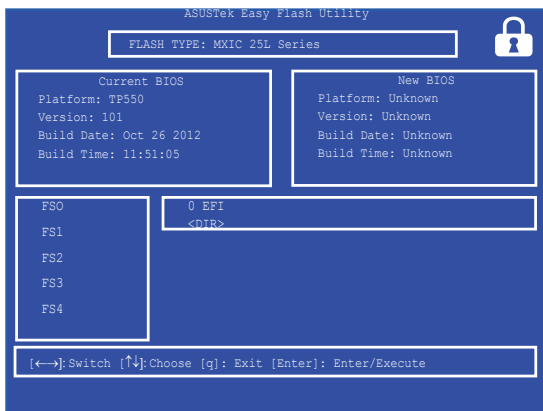 ASUSTek Easy Flash Utility
FLASH TYPE: MXIC 25L Series
Current BIOS
Platform: TP550
Version: 101
Build Date: Oct 26 2012
Build Time: 11:51:05
New BIOS
Platform: Unknown
Version: Unknown
Build Date: Unknown
Build Time: Unknown
FSO
FS1
FS2
FS3
FS4
0 EFI
<DIR>
[←→]: Switch [↑↓]: Choose [q]: Exit [Enter]: Enter/Execute